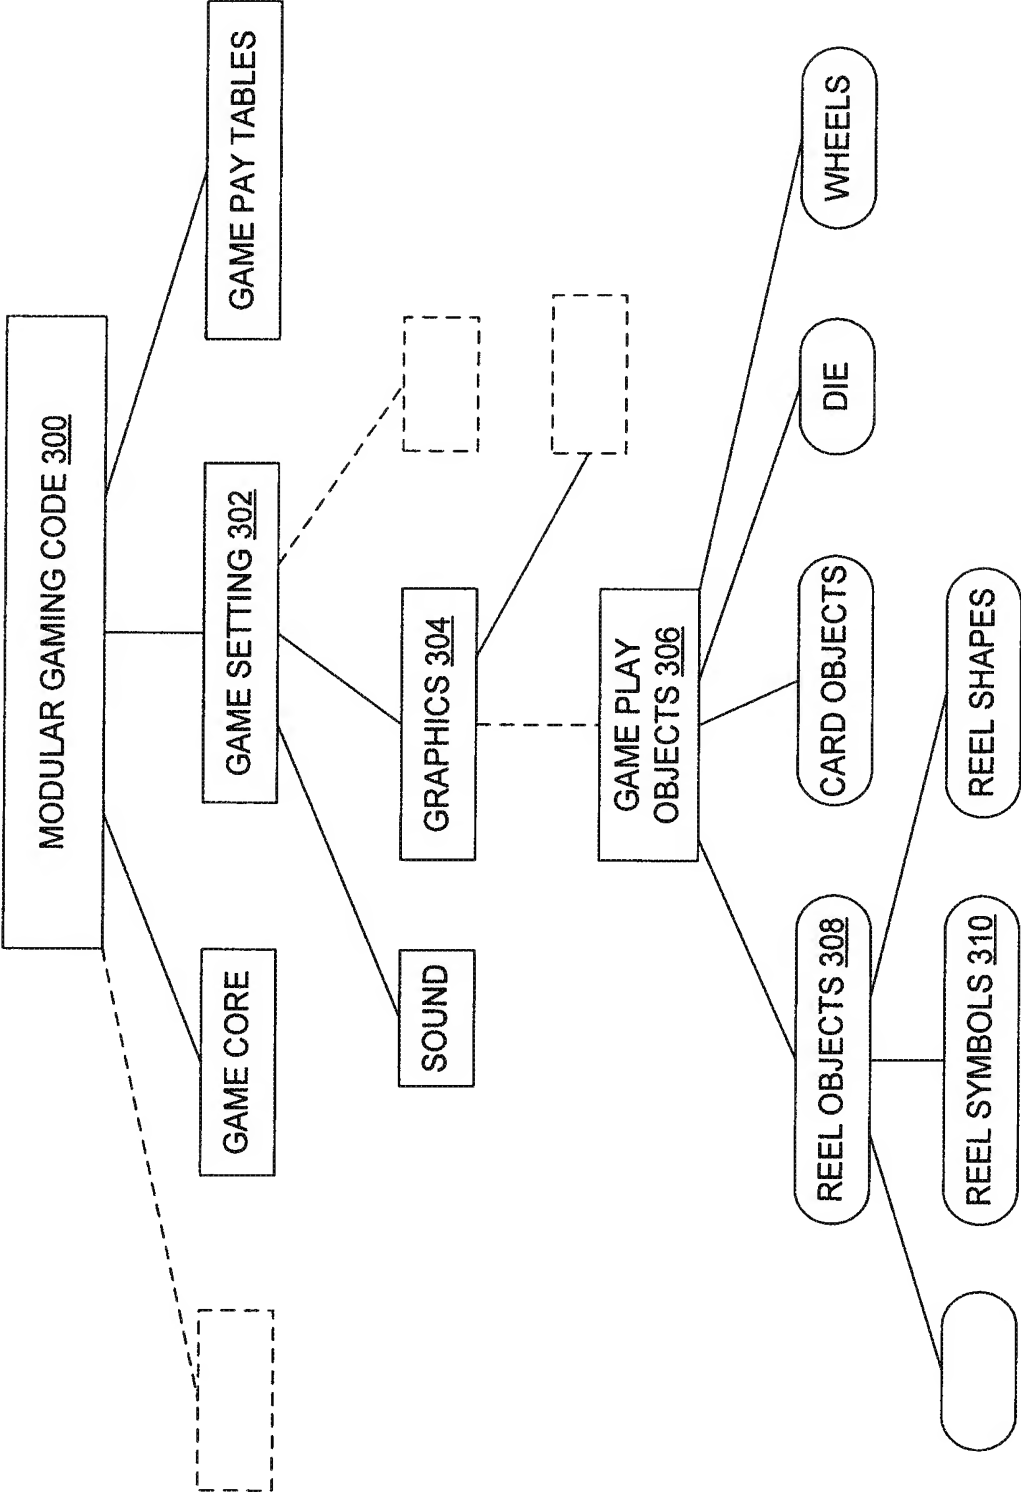 MODULAR GAMING CODE 300
GAME CORE
GAME SETTING 302
GAME PAY TABLES
SOUND
GRAPHICS 304
GAME PLAY
OBJECTS 306
REEL OBJECTS 308
CARD OBJECTS
DIE
WHEELS
REEL SYMBOLS 310
REEL SHAPES